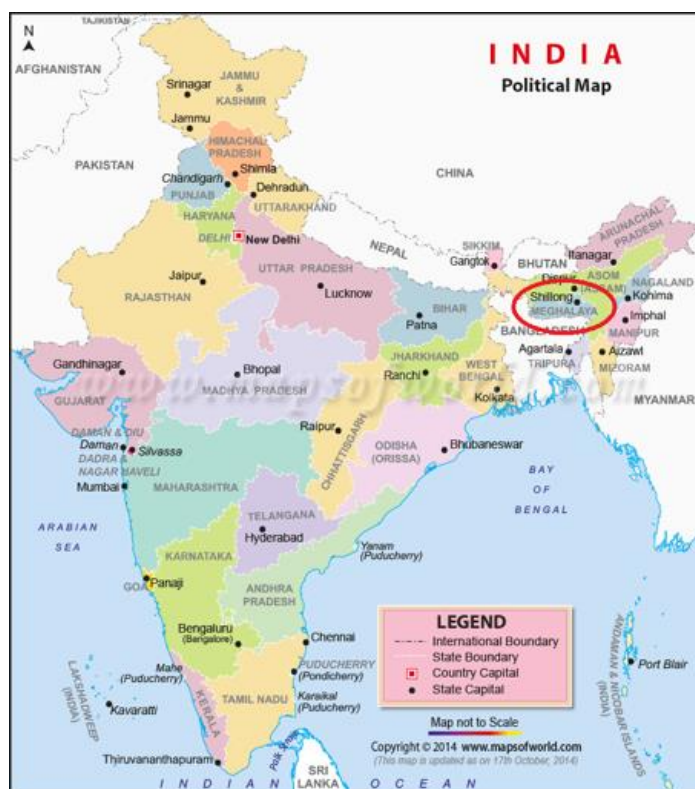 TAJIKISTAN
N
INDIA
Political Map
AFGHANISTAN
JAMMU
&
KASHMIR
Srinagar
Jammu
HIMACHAL
PRADESH
PAKISTAN
Shimla
Chandigarh
PUNJAB
Dehradun
UTTARAKHAND
CHINA
HARYANA
DELHI
New Delhi
ARUNACHAL
PRADESH
NEPAL
SIKKIM
Gangtok
BHUTAN
Itanagar
Jaipur
RAJASTHAN
UTTAR PRADESH
Lucknow
Dispur
ASOM
(ASSAM)
NAGALAND
Shillong
Kohima
MEGHALAYA
BIHAR
Patna
Imphal
MANIPUR
BANGLADESH
Gandhinagar
GUJARAT
Bhopal
MADHYA PRADESH
JHARKHAND
Ranchi
WEST
BENGAL
Kolkata
Agartala
TRIPURA
Aizawl
MIZORAM
MYANMAR
www.mapsofworld.com
DAMAN & DIU
Daman
Silvassa
DADRA &
NAGAR HAVELI
Raipur
CHHATTISGARH
ODISHA
(ORISSA)
Bhubaneswar
Mumbai
MAHARASHTRA
BAY
OF
BENGAL
ARABIAN
SEA
TELANGANA
Hyderabad
Yanam
(Puducherry)
KARNATAKA
GOA
Panaji
ANDHRA
PRADESH
Bengaluru
(Bangalore)
Chennai
Mahe
(Puducherry)
PUDUCHERRY
(Pondicherry)
Karaikal
(Puducherry)
LAKSHADWEEP
(INDIA)
Kavaratti
KERALA
TAMIL NADU
Thiruvananthapuram
Palk Strait
SRI
LANKA
INDIAN OCEAN
ANDAMAN & NICOBAR ISLANDS
(INDIA)
Port Blair
LEGEND
International Boundary
State Boundary
Country Capital
State Capital
Map not to Scale
Copyright © 2014 www.mapsofworld.com
(This map is updated as on 17th October, 2014)